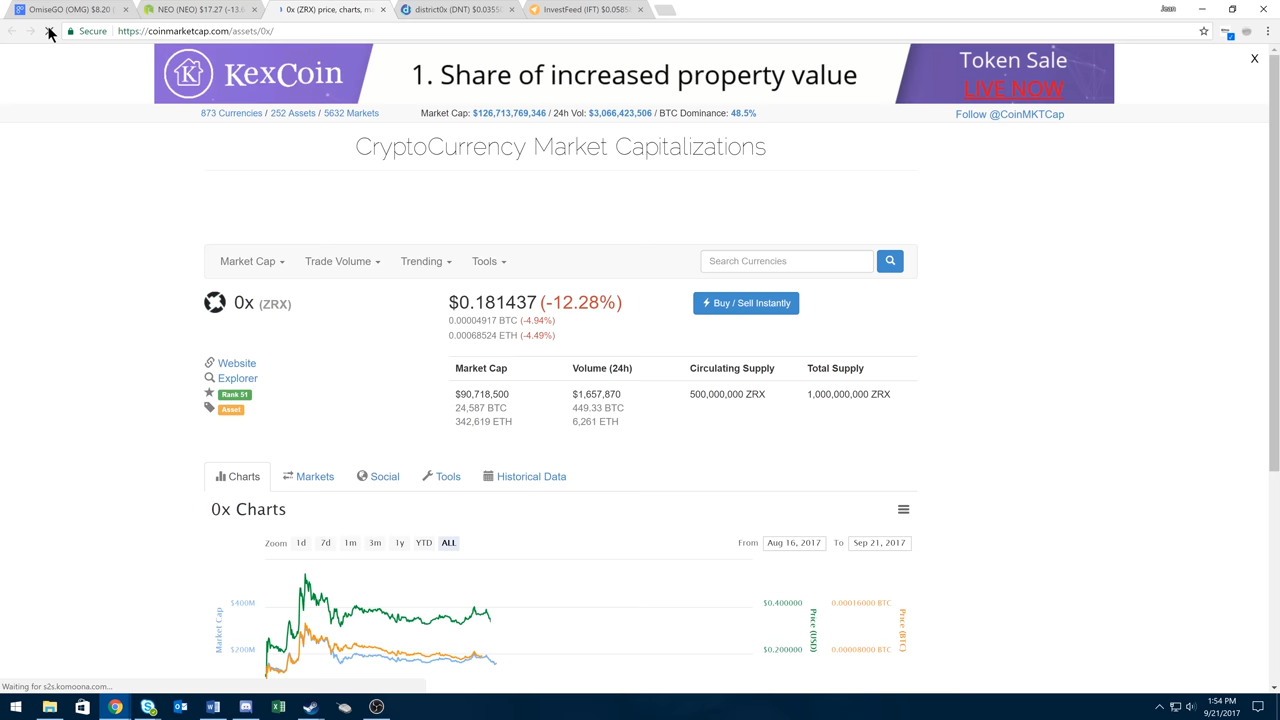 OmiseGO (OMG) $8.20 (
NEO (NEO) $17.27 (-13.6
0x (ZRX) price, charts, ma
district0x (DNT) $0.0355
InvestFeed (IFT) $0.0585
Jean
Secure
https://coinmarketcap.com/assets/0x/
KexCoin
1. Share of increased property value
Token Sale
LIVE NOW
X
873 Currencies / 252 Assets / 5632 Markets
Market Cap: $126,713,769,346 / 24h Vol: $3,066,423,506 / BTC Dominance: 48.5%
Follow @CoinMKTCap
CryptoCurrency Market Capitalizations
Market Cap Trade Volume Trending Tools
Search Currencies
0x (ZRX)
$0.181437 (-12.28%)
Buy / Sell Instantly
0.00004917 BTC (-4.94%)
0.00068524 ETH (-4.49%)
Website
Explorer
Rank 51
Asset
Market Cap Volume (24h) Circulating Supply Total Supply
$90,718,500 $1,657,870 500,000,000 ZRX 1,000,000,000 ZRX
24,587 BTC 449.33 BTC
342,619 ETH 6,261 ETH
Charts Markets Social Tools Historical Data
0x Charts
Zoom 1d 7d 1m 3m 1y YTD ALL
From Aug 16, 2017 To Sep 21, 2017
$400M $0.400000 0.00016000 BTC
Market Cap
Price (USD)
Price (BTC)
$200M $0.200000 0.00008000 BTC
Waiting for s2s.komoona.com...
1:54 PM
9/21/2017